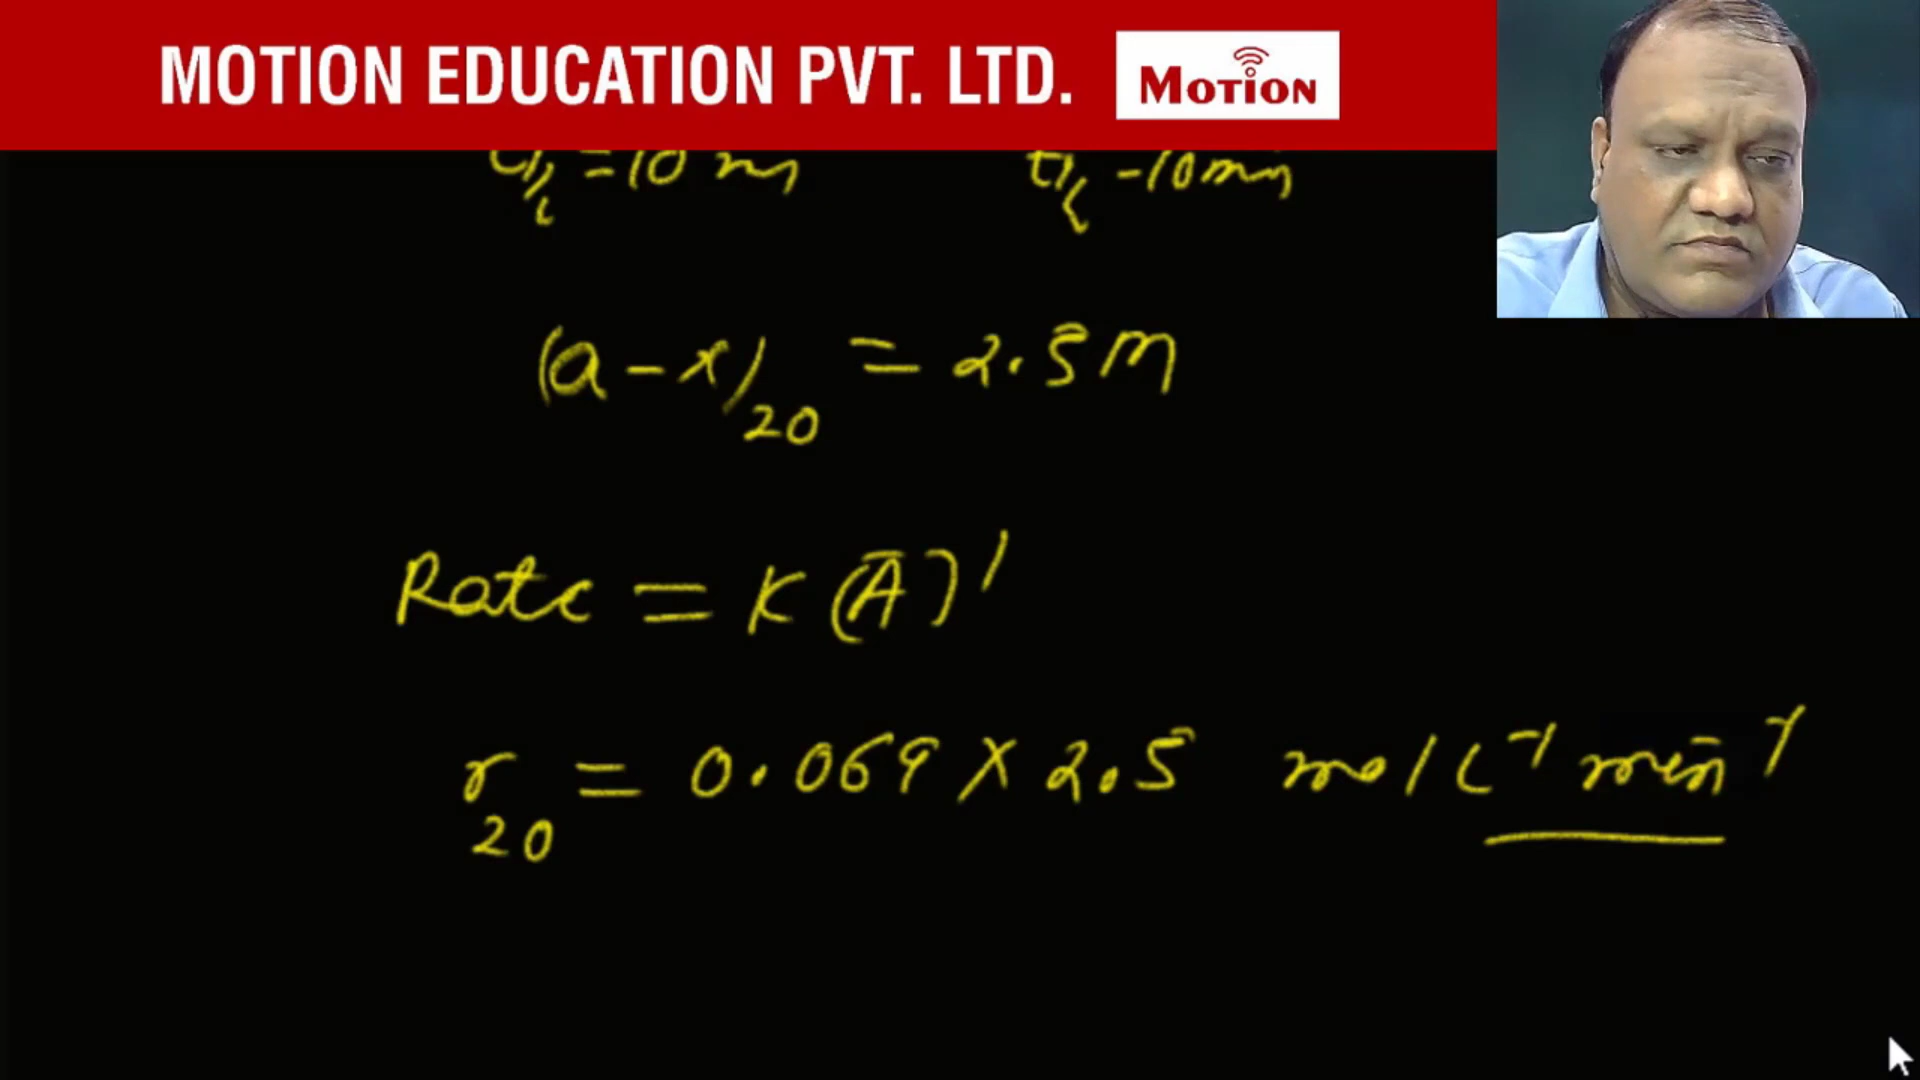 MOTION EDUCATION PVT. LTD. MOTION
t1/2 = 10 m t1/2 - 10 min
(a - x)20 = 2.5 M
Rate = K (A)1
r20 = 0.069 × 2.5 mol L-1 min-1